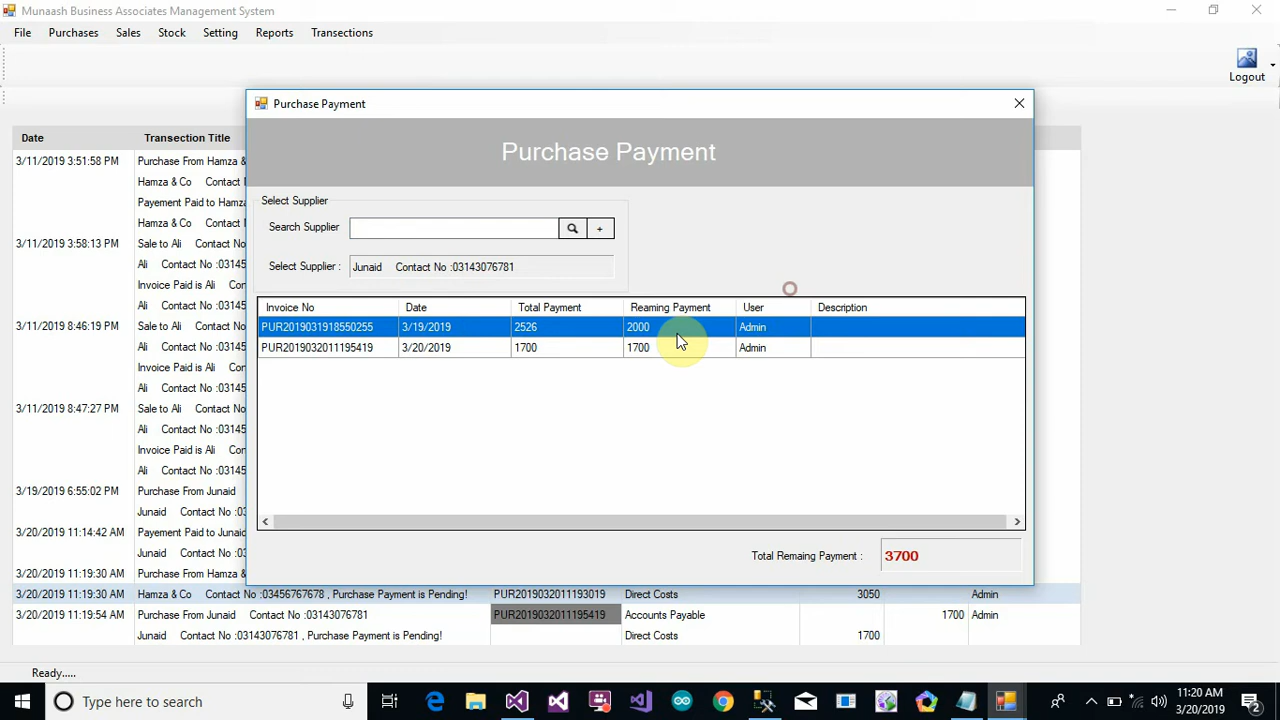 Munaash Business Associates Management System
File Purchases Sales Stock Setting Reports Transactions
Logout
Purchase Payment
Purchase Payment
Select Supplier
Search Supplier +
Select Supplier : Junaid Contact No :03143076781
Invoice No Date Total Payment Reaming Payment User Description
PUR2019031918550255 3/19/2019 2526 2000 Admin
PUR2019032011195419 3/20/2019 1700 1700 Admin
Total Remaing Payment : 3700
Date Transection Title
3/11/2019 3:51:58 PM Purchase From Hamza &
Hamza & Co Contact No
Payement Paid to Hamza
Hamza & Co Contact No
3/11/2019 3:58:13 PM Sale to Ali Contact No
Ali Contact No :03145
Invoice Paid is Ali Con
Ali Contact No :03145
3/11/2019 8:46:19 PM Sale to Ali Contact No
Ali Contact No :03145
Invoice Paid is Ali Con
Ali Contact No :03145
3/11/2019 8:47:27 PM Sale to Ali Contact No
Ali Contact No :03145
Invoice Paid is Ali Con
Ali Contact No :03145
3/19/2019 6:55:02 PM Purchase From Junaid
Junaid Contact No :03
3/20/2019 11:14:42 AM Payement Paid to Junaid
Junaid Contact No :03
3/20/2019 11:19:30 AM Purchase From Hamza &
3/20/2019 11:19:30 AM Hamza & Co Contact No :03456767678 , Purchase Payment is Pending! PUR2019032011193019 Direct Costs 3050 Admin
3/20/2019 11:19:54 AM Purchase From Junaid Contact No :03143076781 PUR2019032011195419 Accounts Payable 1700 Admin
Junaid Contact No :03143076781 , Purchase Payment is Pending! Direct Costs 1700
Ready.....
Type here to search
11:20 AM
3/20/2019
2